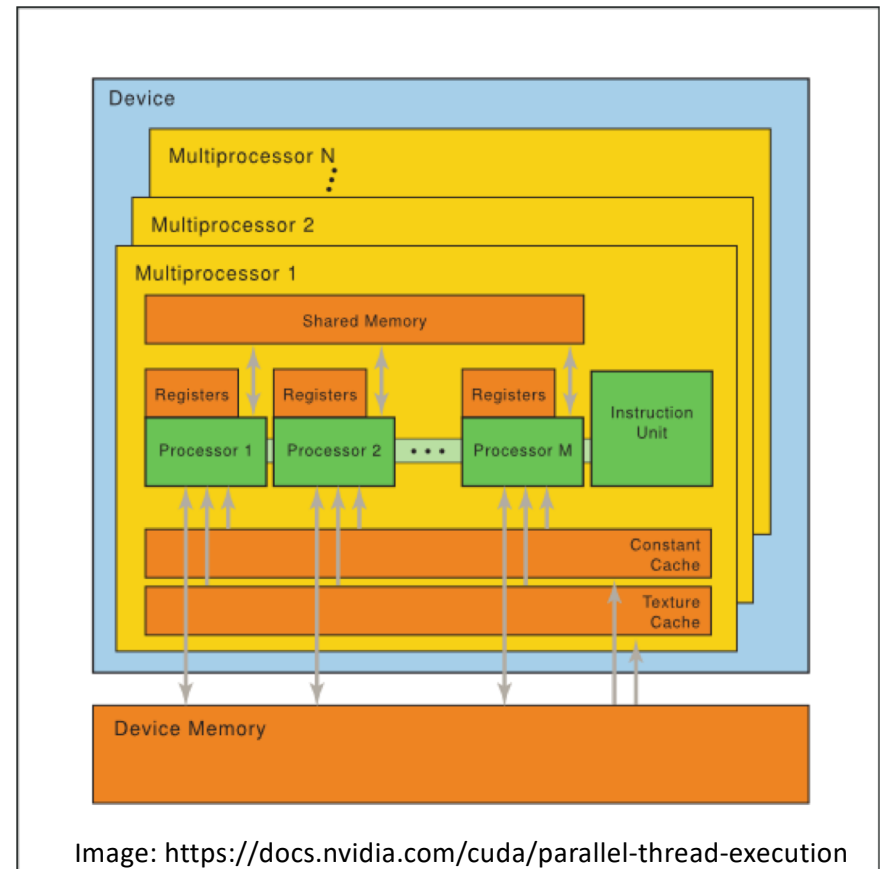 Device
Multiprocessor N
Multiprocessor 2
Multiprocessor 1
Shared Memory
Registers
Registers
Registers
Instruction
Unit
Processor 1
Processor 2
• • •
Processor M
Constant
Cache
Texture
Cache
Device Memory
Image: https://docs.nvidia.com/cuda/parallel-thread-execution